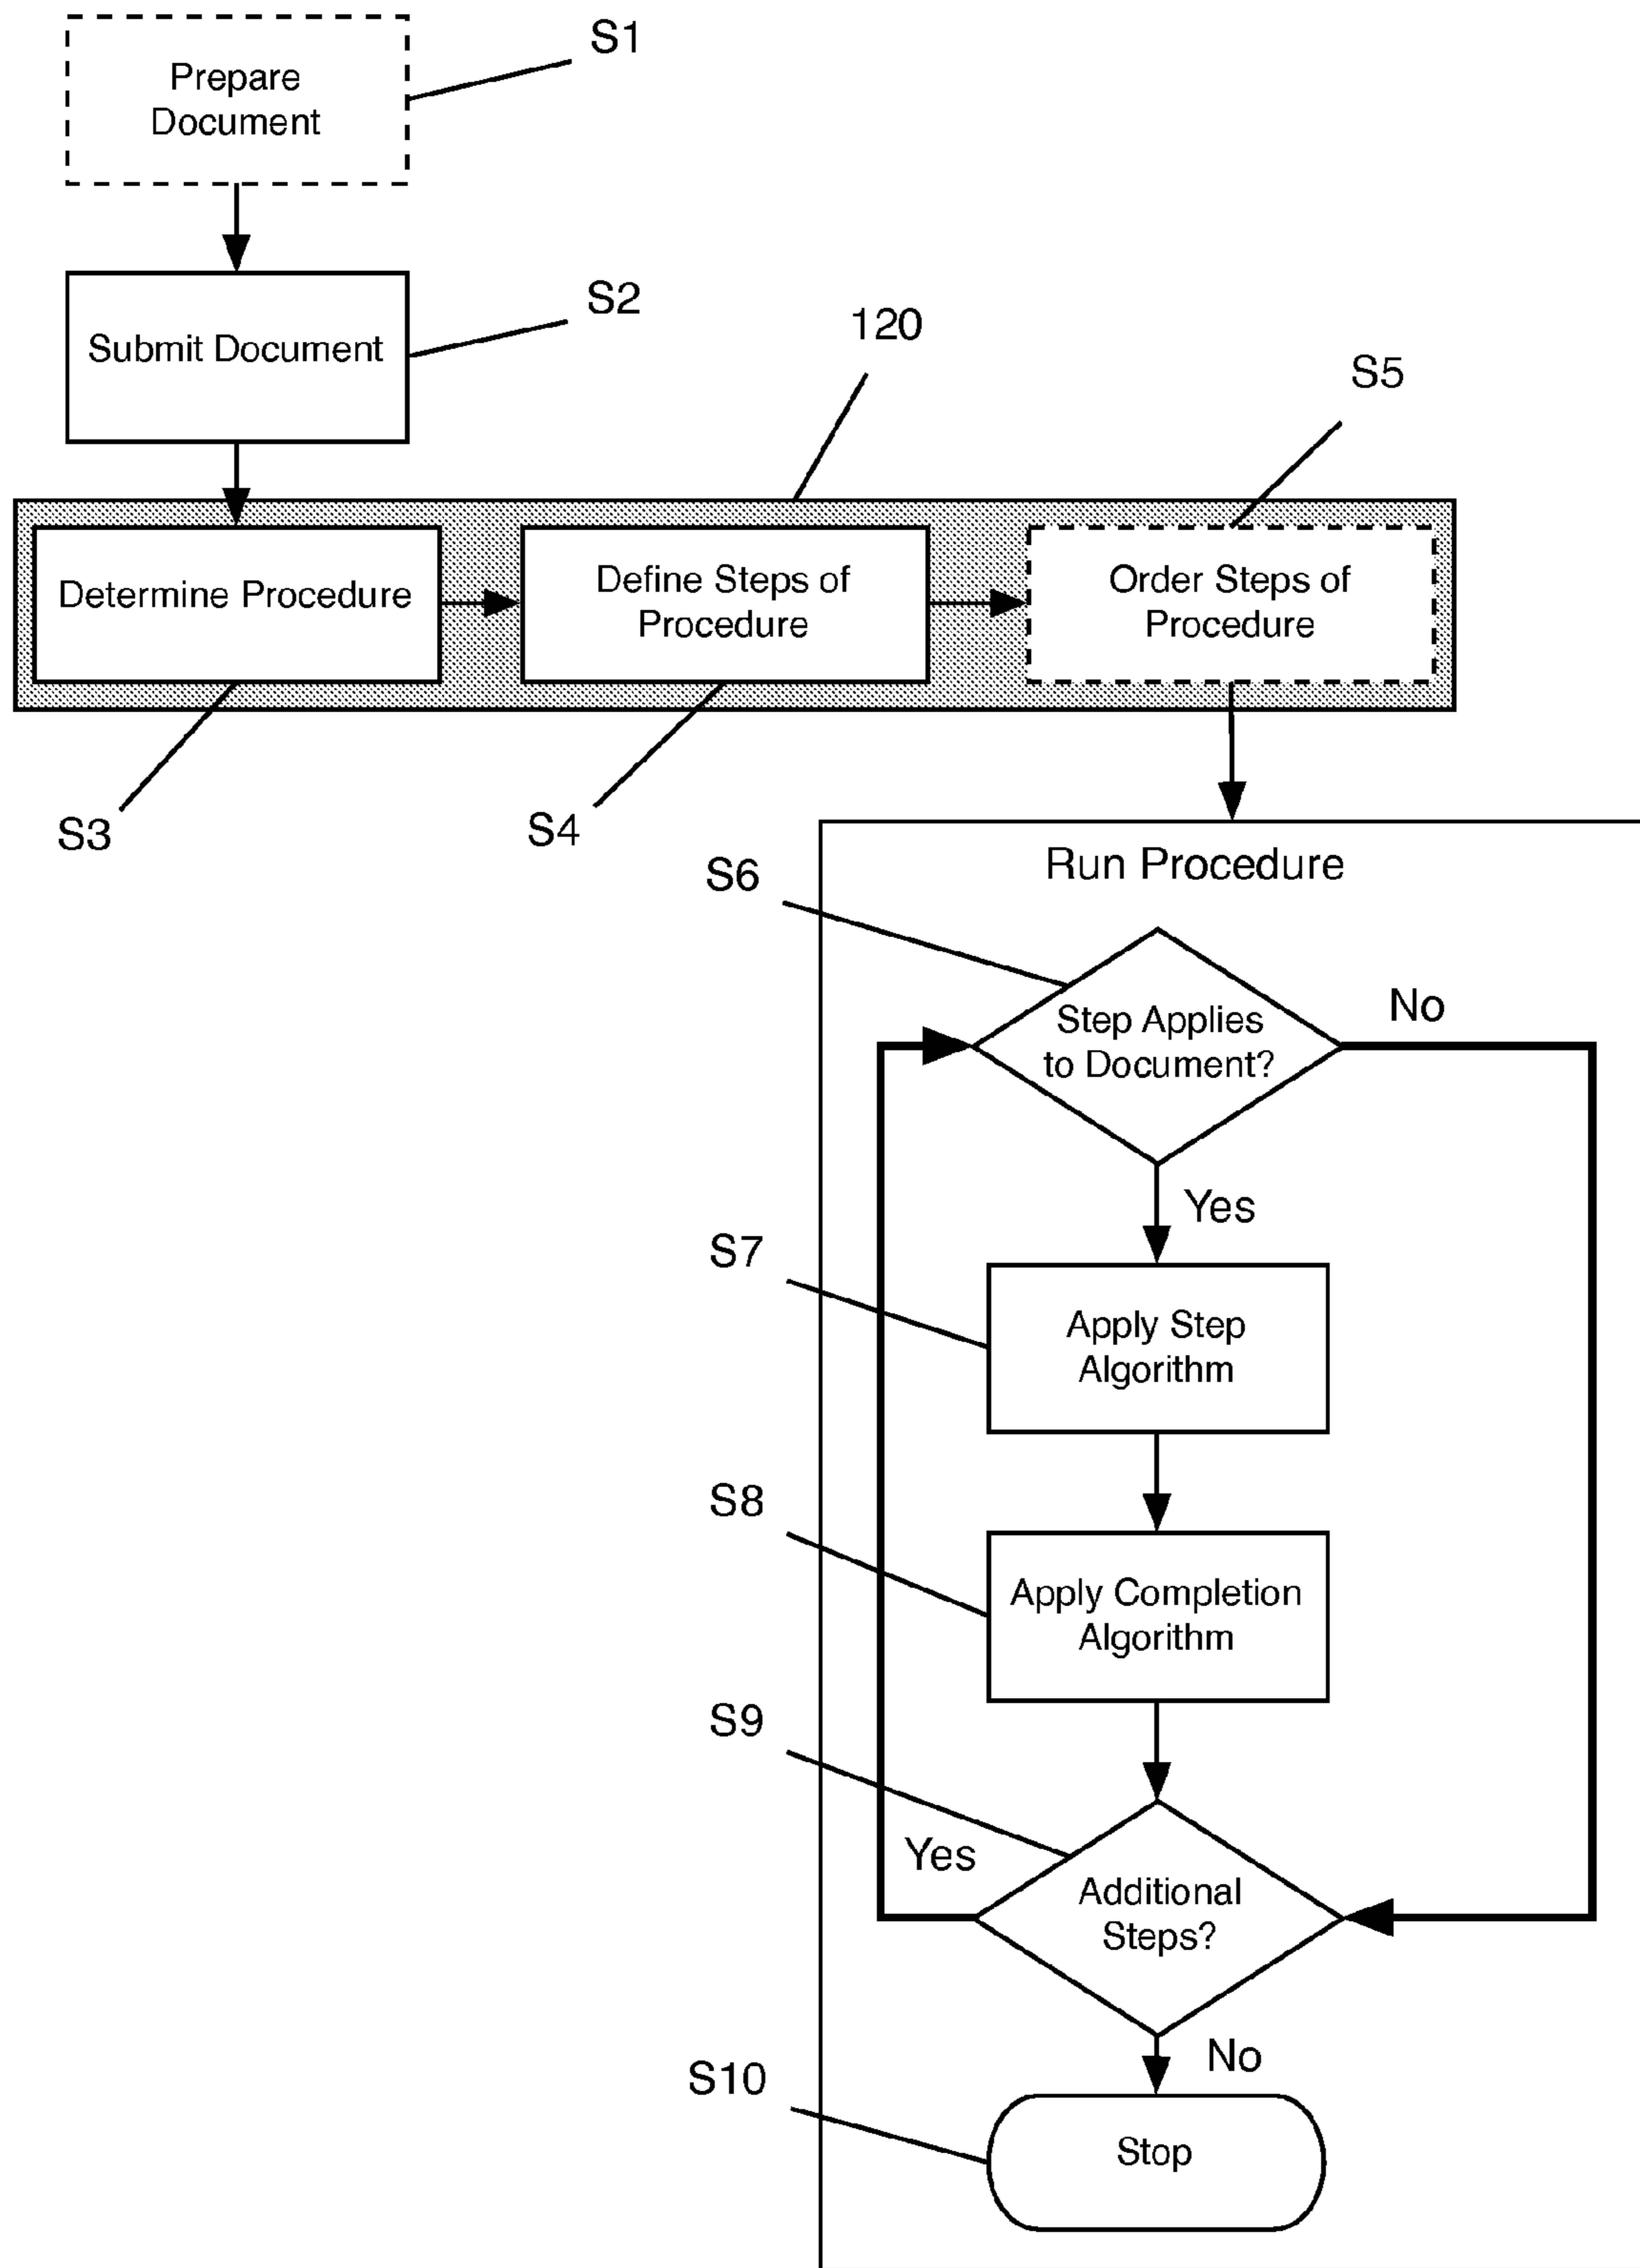 S1
Prepare
Document
S2
Submit Document
120
S5
Determine Procedure
Define Steps of
Procedure
Order Steps of
Procedure
S3
S4
Run Procedure
S6
Step Applies
to Document?
No
Yes
S7
Apply Step
Algorithm
S8
Apply Completion
Algorithm
S9
Yes
Additional
Steps?
No
S10
Stop